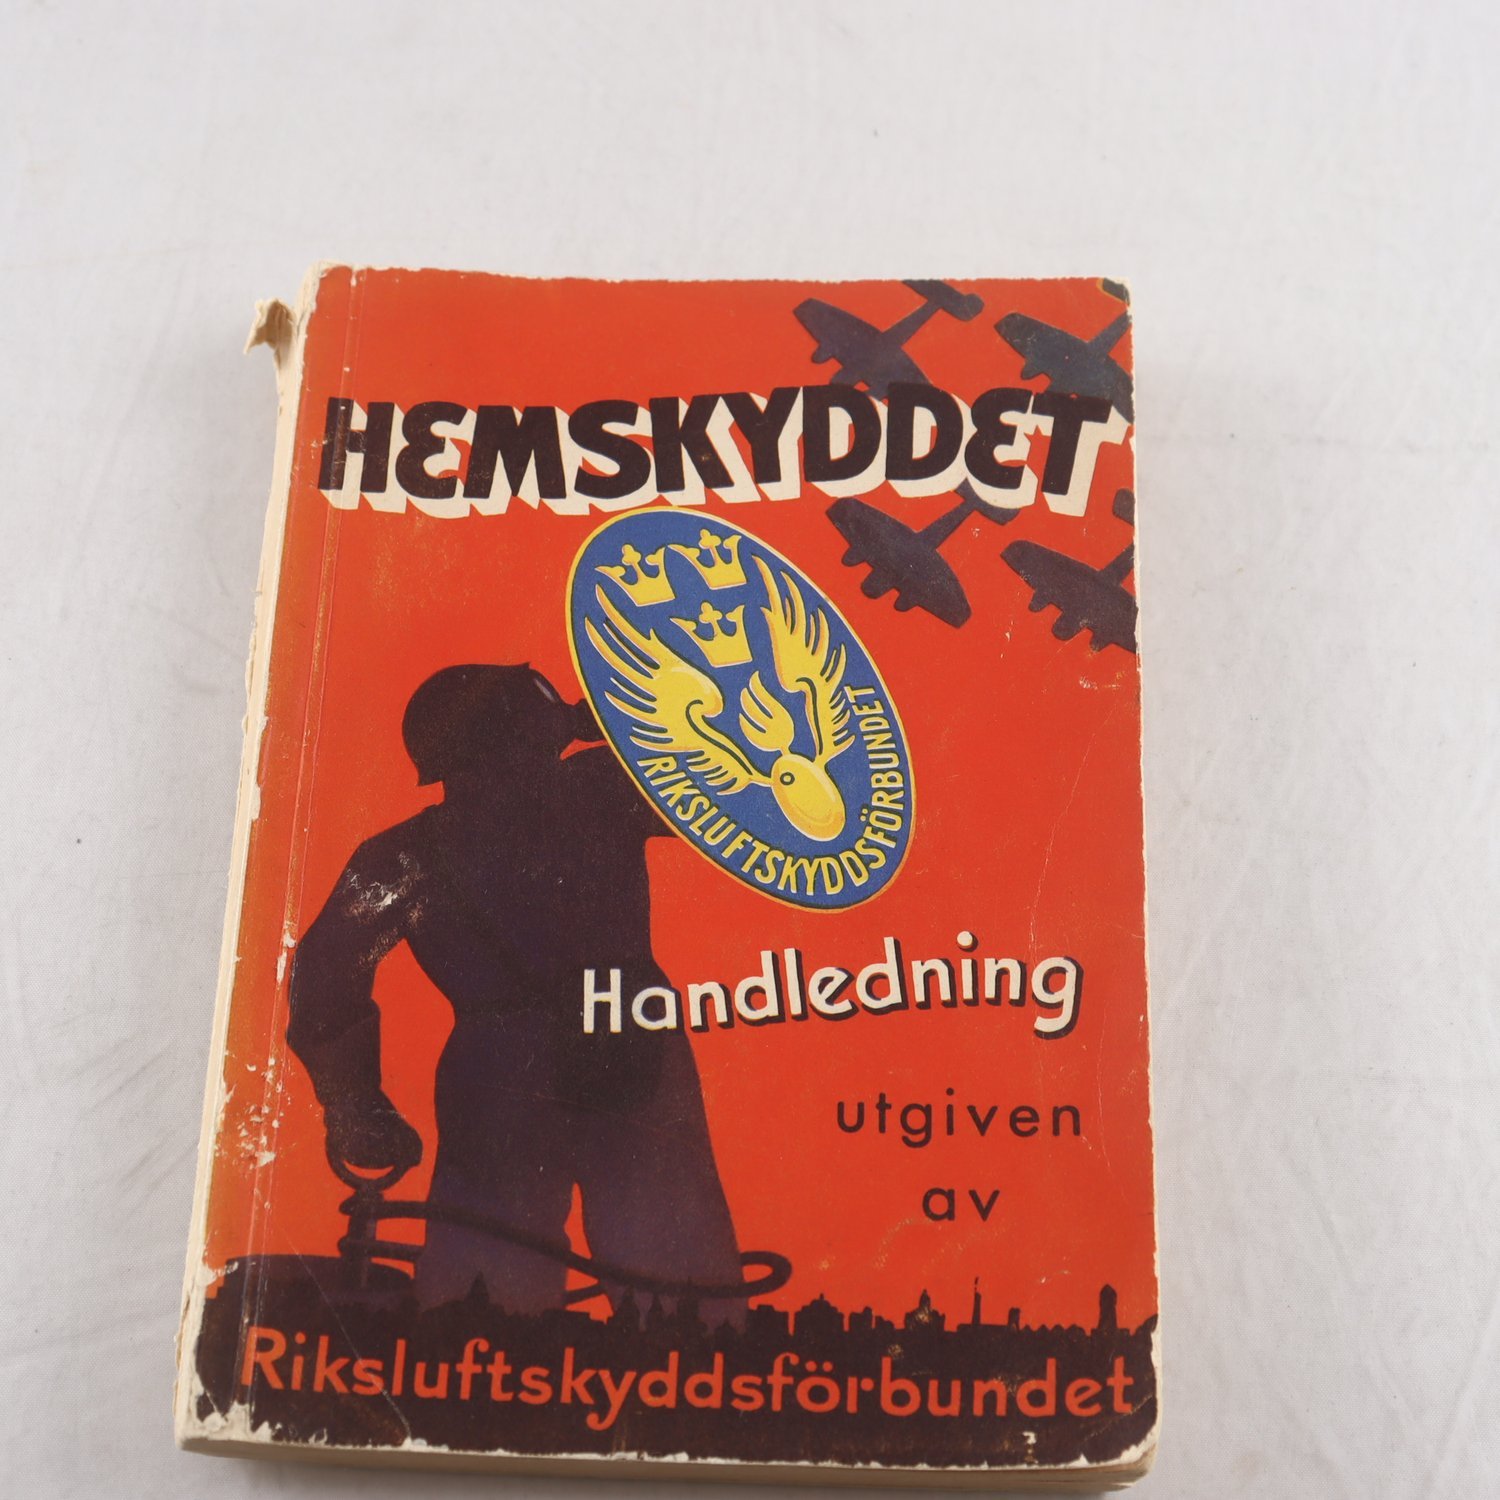 HEMSKYDDET
RIKSLUFTSKYDDSFÖRBUNDET
Handledning
utgiven
av
Riksluftskyddsförbundet